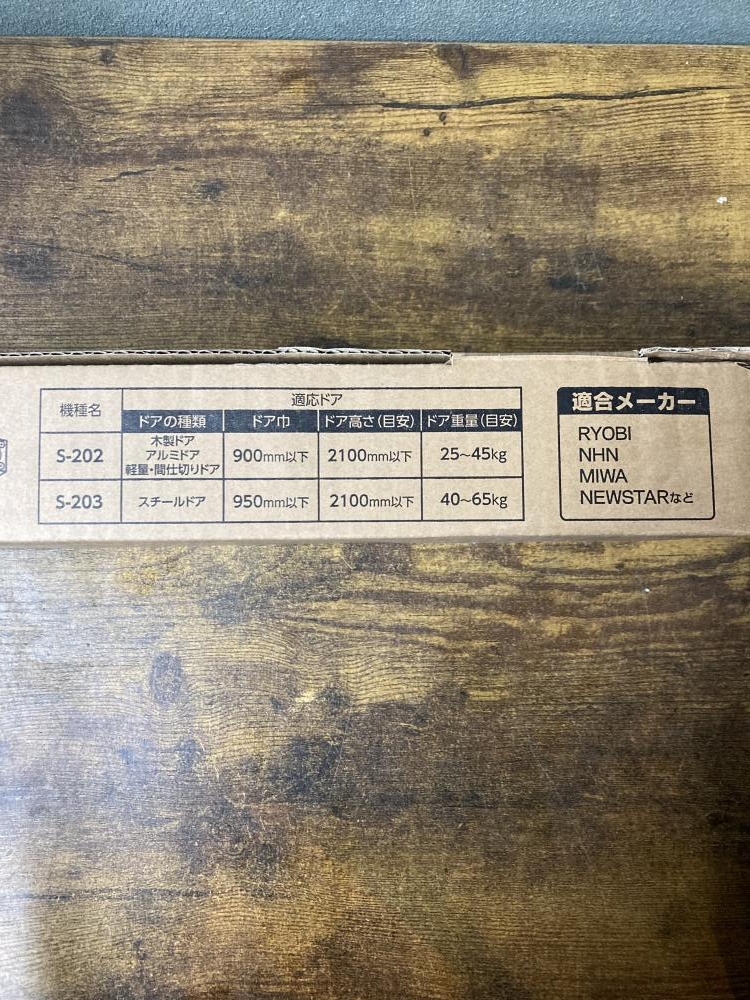 機種名
適応ドア
ドアの種類 ドア巾 ドア高さ(目安) ドア重量(目安)
S-202
木製ドア
アルミドア
軽量・間仕切りドア
900mm以下 2100mm以下 25~45kg
S-203 スチールドア 950mm以下 2100mm以下 40~65kg
適合メーカー
RYOBI
NHN
MIWA
NEWSTARなど